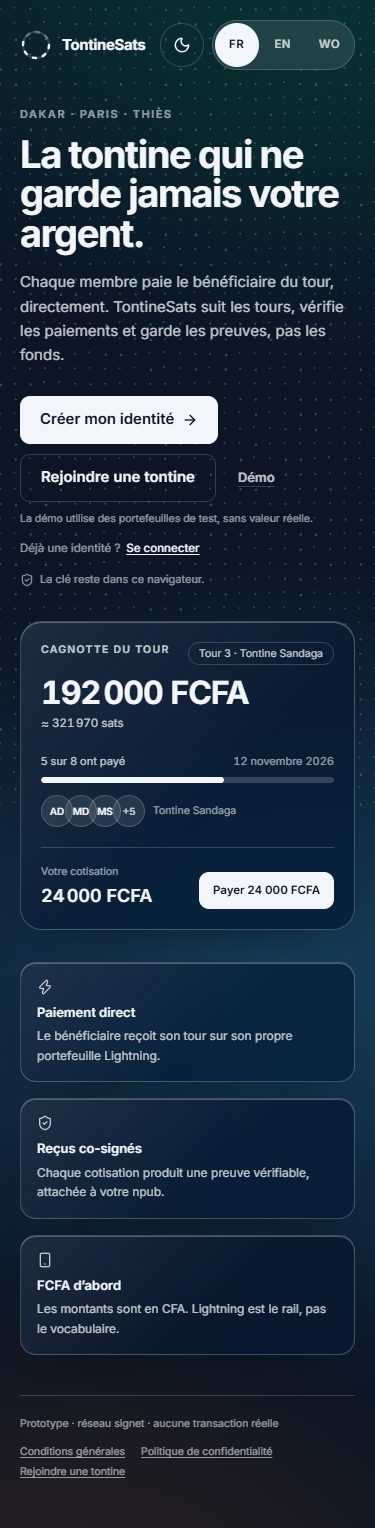 TontineSats
FR EN WO
DAKAR · PARIS · THIÈS
La tontine qui ne
garde jamais votre
argent.
Chaque membre paie le bénéficiaire du tour,
directement. TontineSats suit les tours, vérifie
les paiements et garde les preuves, pas les
fonds.
Créer mon identité →
Rejoindre une tontine Démo
La démo utilise des portefeuilles de test, sans valeur réelle.
Déjà une identité ? Se connecter
La clé reste dans ce navigateur.
CAGNOTTE DU TOUR Tour 3 · Tontine Sandaga
192 000 FCFA
≈ 321 970 sats
5 sur 8 ont payé 12 novembre 2026
AD MD MS +5 Tontine Sandaga
Votre cotisation
24 000 FCFA Payer 24 000 FCFA
Paiement direct
Le bénéficiaire reçoit son tour sur son propre
portefeuille Lightning.
Reçus co-signés
Chaque cotisation produit une preuve vérifiable,
attachée à votre npub.
FCFA d’abord
Les montants sont en CFA. Lightning est le rail, pas
le vocabulaire.
Prototype · réseau signet · aucune transaction réelle
Conditions générales Politique de confidentialité
Rejoindre une tontine